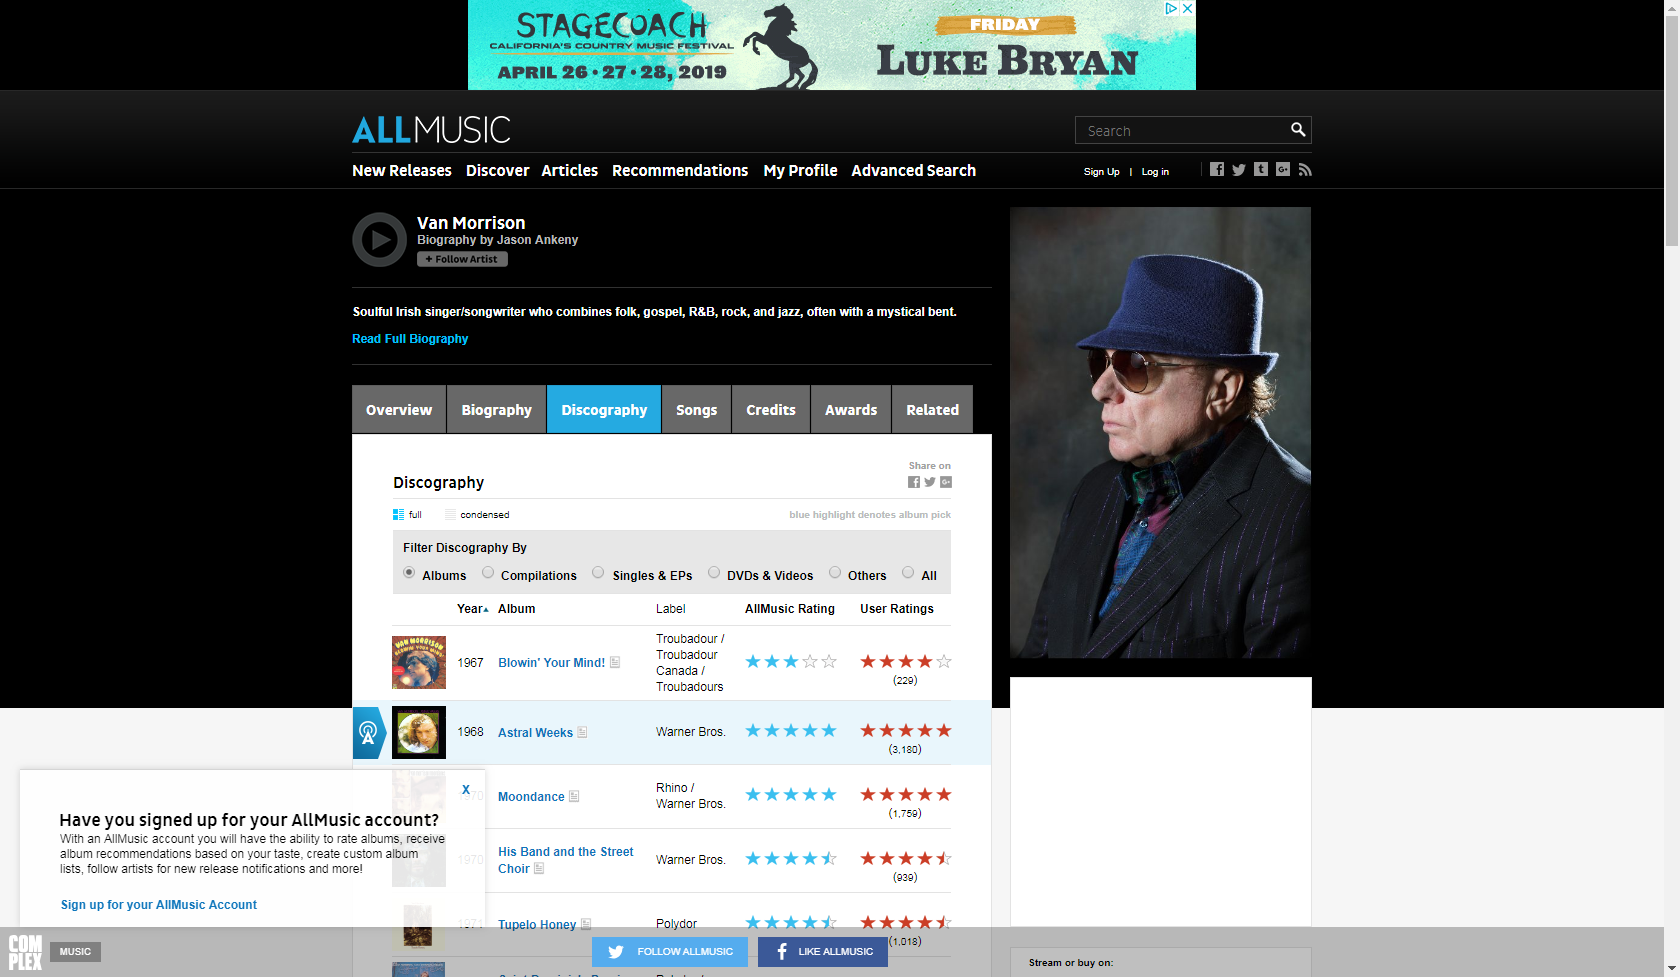 STAGECOACH
CALIFORNIA'S COUNTRY MUSIC FESTIVAL
APRIL 26 • 27 • 28, 2019
FRIDAY
LUKE BRYAN
ALLMUSIC
Search
New Releases Discover Articles Recommendations My Profile Advanced Search
Sign Up | Log in
Van Morrison
Biography by Jason Ankeny
+ Follow Artist
Soulful Irish singer/songwriter who combines folk, gospel, R&B, rock, and jazz, often with a mystical bent.
Read Full Biography
Overview Biography Discography Songs Credits Awards Related
Share on
Discography
full condensed blue highlight denotes album pick
Filter Discography By
Albums Compilations Singles & EPs DVDs & Videos Others All
Year Album Label AllMusic Rating User Ratings
VAN MORRISON
BLOWIN' YOUR MIND!
1967 Blowin' Your Mind! Troubadour /
Troubadour
Canada /
Troubadours
(229)
1968 Astral Weeks Warner Bros.
(3,180)
1970 Moondance Rhino /
Warner Bros.
(1,759)
1970 His Band and the Street
Choir Warner Bros.
(939)
1971 Tupelo Honey Polydor
(1,018)
X
Have you signed up for your AllMusic account?
With an AllMusic account you will have the ability to rate albums, receive
album recommendations based on your taste, create custom album
lists, follow artists for new release notifications and more!
Sign up for your AllMusic Account
COMPLEX
MUSIC
FOLLOW ALLMUSIC
LIKE ALLMUSIC
Stream or buy on: